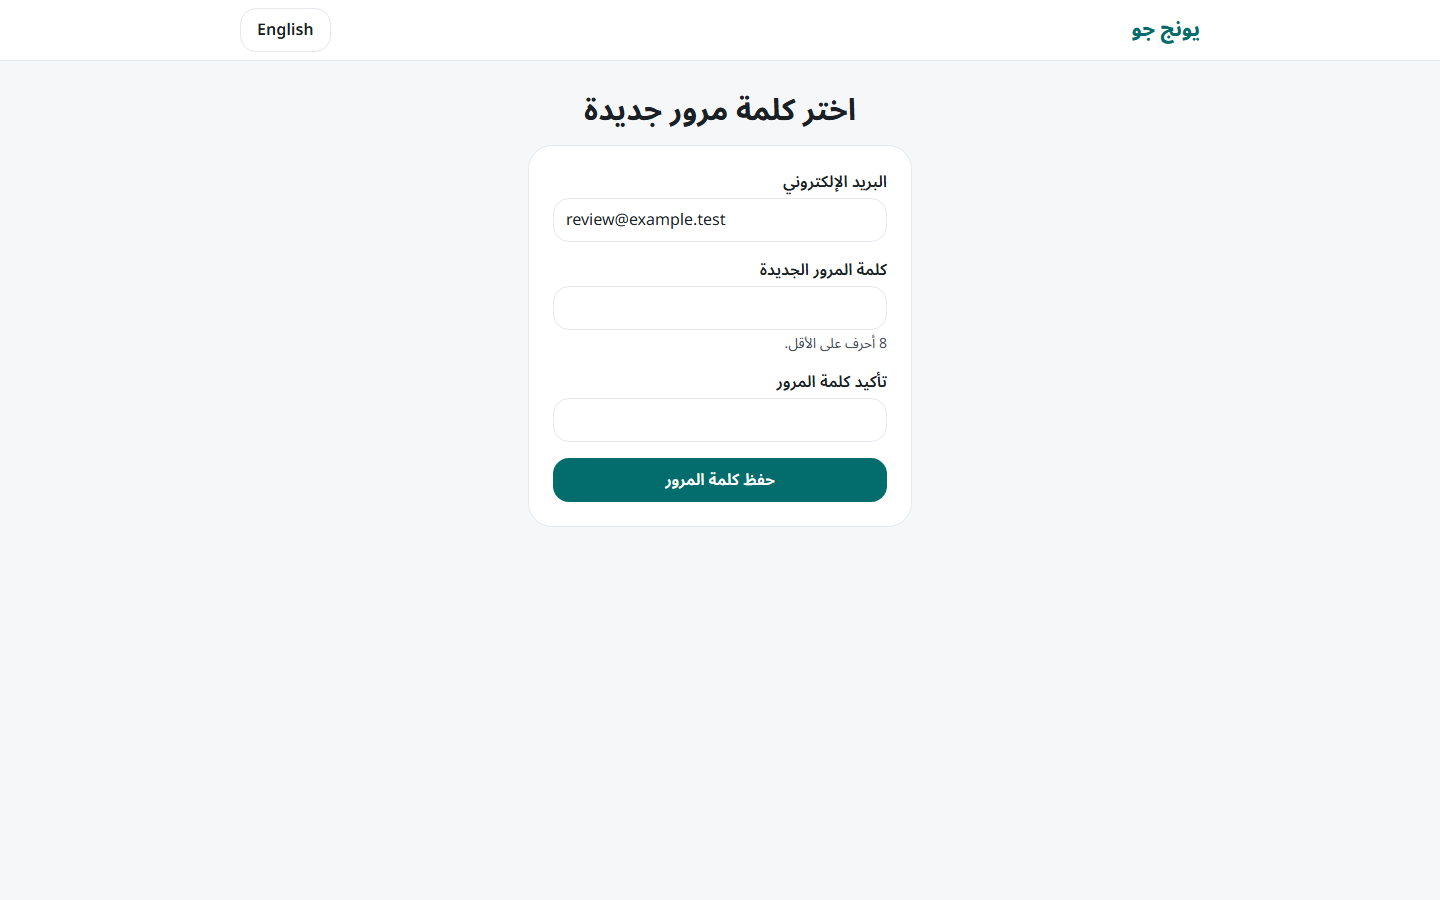 يونج جو
English
اختر كلمة مرور جديدة
البريد الإلكتروني
review@example.test
كلمة المرور الجديدة
8 أحرف على الأقل.
تأكيد كلمة المرور
حفظ كلمة المرور